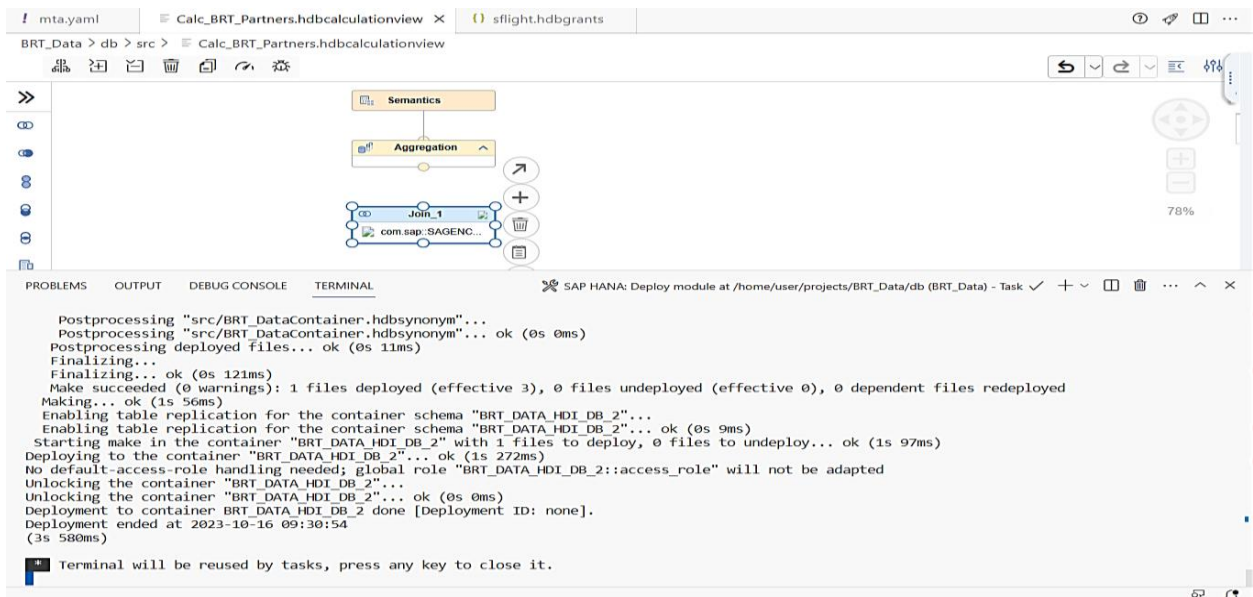 mta.yaml
Calc_BRT_Partners.hdbcalculationview
sflight.hdbgrants
BRT_Data > db > src > Calc_BRT_Partners.hdbcalculationview
Semantics
Aggregation
Join_1
com.sap::SAGENC...
78%
PROBLEMS OUTPUT DEBUG CONSOLE TERMINAL
SAP HANA: Deploy module at /home/user/projects/BRT_Data/db (BRT_Data) - Task
Postprocessing "src/BRT_DataContainer.hdbsynonym"...
Postprocessing "src/BRT_DataContainer.hdbsynonym"... ok (0s 0ms)
Postprocessing deployed files... ok (0s 11ms)
Finalizing...
Finalizing... ok (0s 121ms)
Make succeeded (0 warnings): 1 files deployed (effective 3), 0 files undeployed (effective 0), 0 dependent files redeployed
Making... ok (1s 56ms)
Enabling table replication for the container schema "BRT_DATA_HDI_DB_2"...
Enabling table replication for the container schema "BRT_DATA_HDI_DB_2"... ok (0s 9ms)
Starting make in the container "BRT_DATA_HDI_DB_2" with 1 files to deploy, 0 files to undeploy... ok (1s 97ms)
Deploying to the container "BRT_DATA_HDI_DB_2"... ok (1s 272ms)
No default-access-role handling needed; global role "BRT_DATA_HDI_DB_2::access_role" will not be adapted
Unlocking the container "BRT_DATA_HDI_DB_2"...
Unlocking the container "BRT_DATA_HDI_DB_2"... ok (0s 0ms)
Deployment to container BRT_DATA_HDI_DB_2 done [Deployment ID: none].
Deployment ended at 2023-10-16 09:30:54
(3s 580ms)
* Terminal will be reused by tasks, press any key to close it.